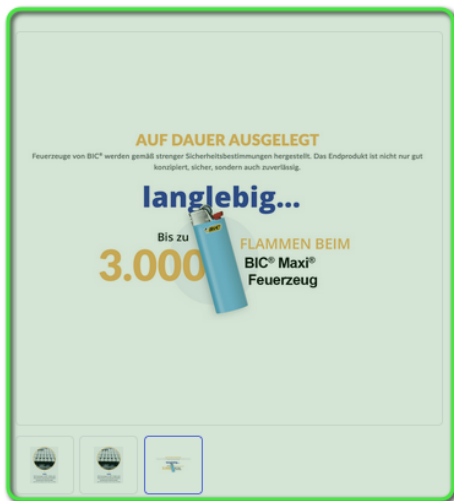 AUF DAUER AUSGELEGT
Feuerzeuge von BIC® werden gemäß strenger Sicherheitsbestimmungen hergestellt. Das Endprodukt ist nicht nur gut
konzipiert, sicher, sondern auch zuverlässig.
langlebig...
Bis zu
3.000
FLAMMEN BEIM
BIC® Maxi®
Feuerzeug
BIC